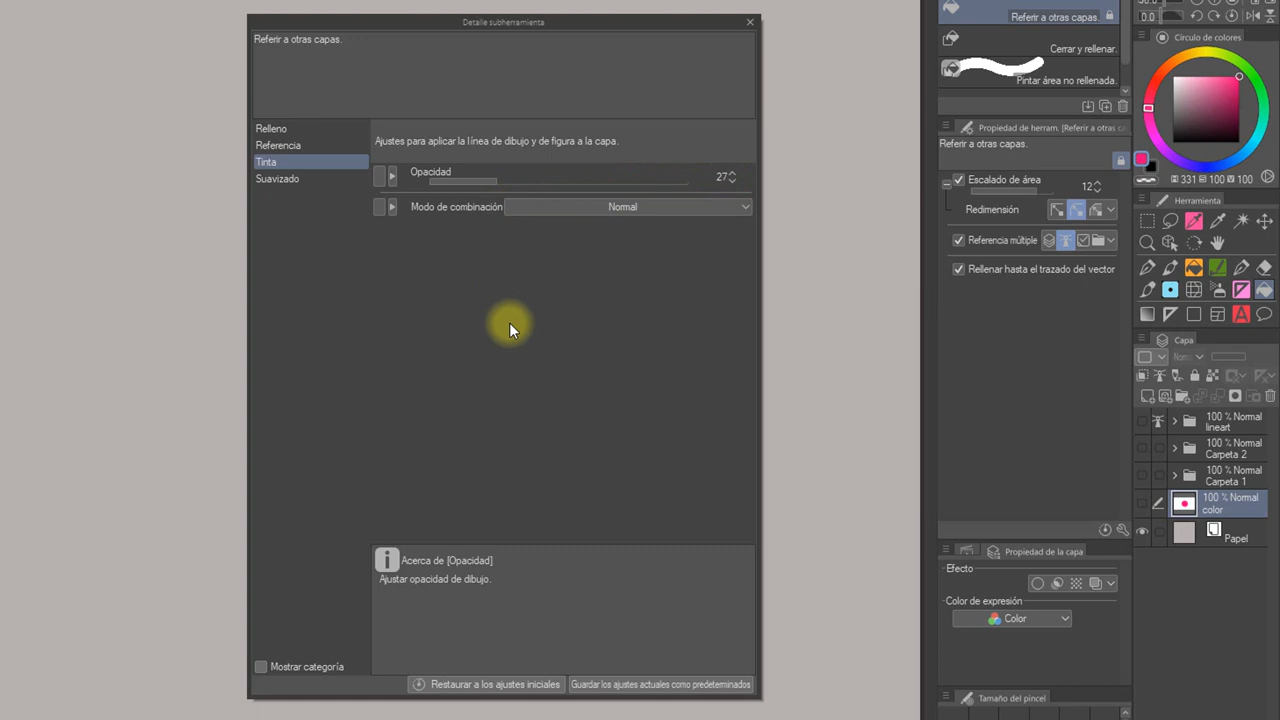 Detalle subherramienta
Referir a otras capas.
Relleno
Referencia
Tinta
Suavizado
Ajustes para aplicar la línea de dibujo y de figura a la capa.
Opacidad
27
Modo de combinación
Normal
Acerca de [Opacidad]
Ajustar opacidad de dibujo.
Mostrar categoría
Restaurar a los ajustes iniciales
Guardar los ajustes actuales como predeterminados
Referir a otras capas.
Cerrar y rellenar.
Pintar área no rellenada.
Propiedad de herram. [Referir a otras ca
Referir a otras capas.
Escalado de área
12
Redimensión
Referencia múltiple
Rellenar hasta el trazado del vector
Propiedad de la capa
Efecto
Color de expresión
Color
Tamaño del pincel
0.0
Círculo de colores
331 100 100
Herramienta
A
Capa
100 % Normal
lineart
100 % Normal
Carpeta 2
100 % Normal
Carpeta 1
100 % Normal
color
Papel